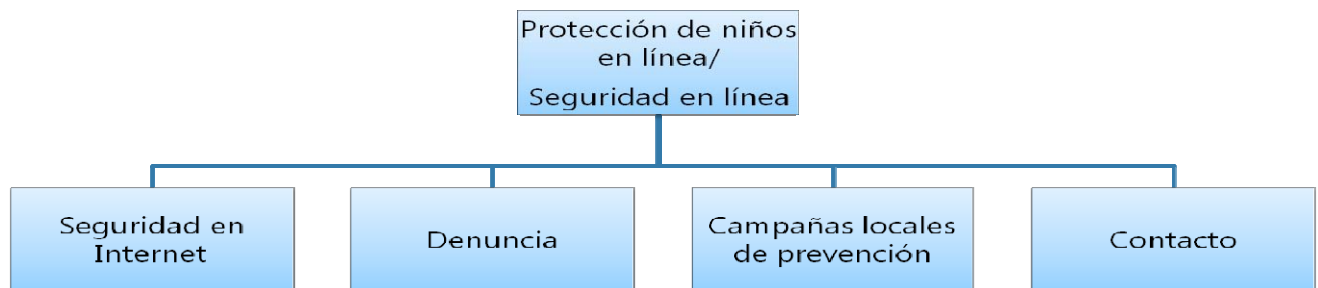 Protección de niños
en línea/
Seguridad en línea
Seguridad en
Internet
Denuncia
Campañas locales
de prevención
Contacto